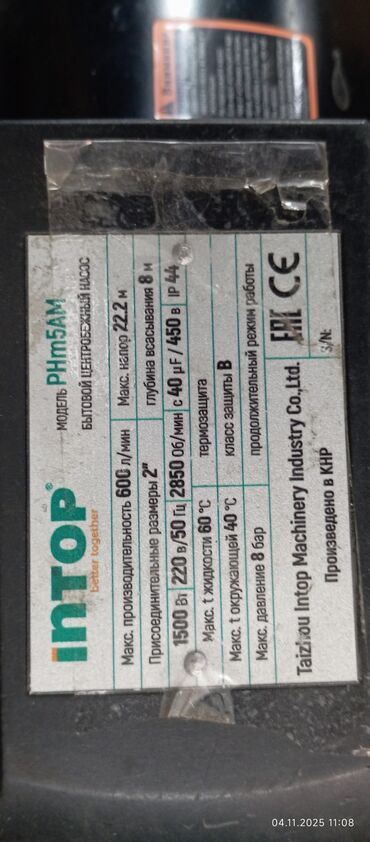 INTOP®
better together
МОДЕЛЬ PHm5AM
БЫТОВОЙ ЦЕНТРОБЕЖНЫЙ НАСОС
Макс. производительность 600 л/мин Макс. напор 22.2 м
Присоединительные размеры 2" глубина всасывания 8 м
1500 Вт 220 в/50 Гц 2850 Об/мин с 40 µF / 450 в IP 44
Макс. t жидкости 60 °С термозащита
Макс. t окружающей 40 °С класс защиты B
Макс. давление 8 бар продолжительный режим работы
Taizhou Intop Machinery Industry Co.,Ltd. EAC CE
Произведено в КНР S/N:
04.11.2025 11:08